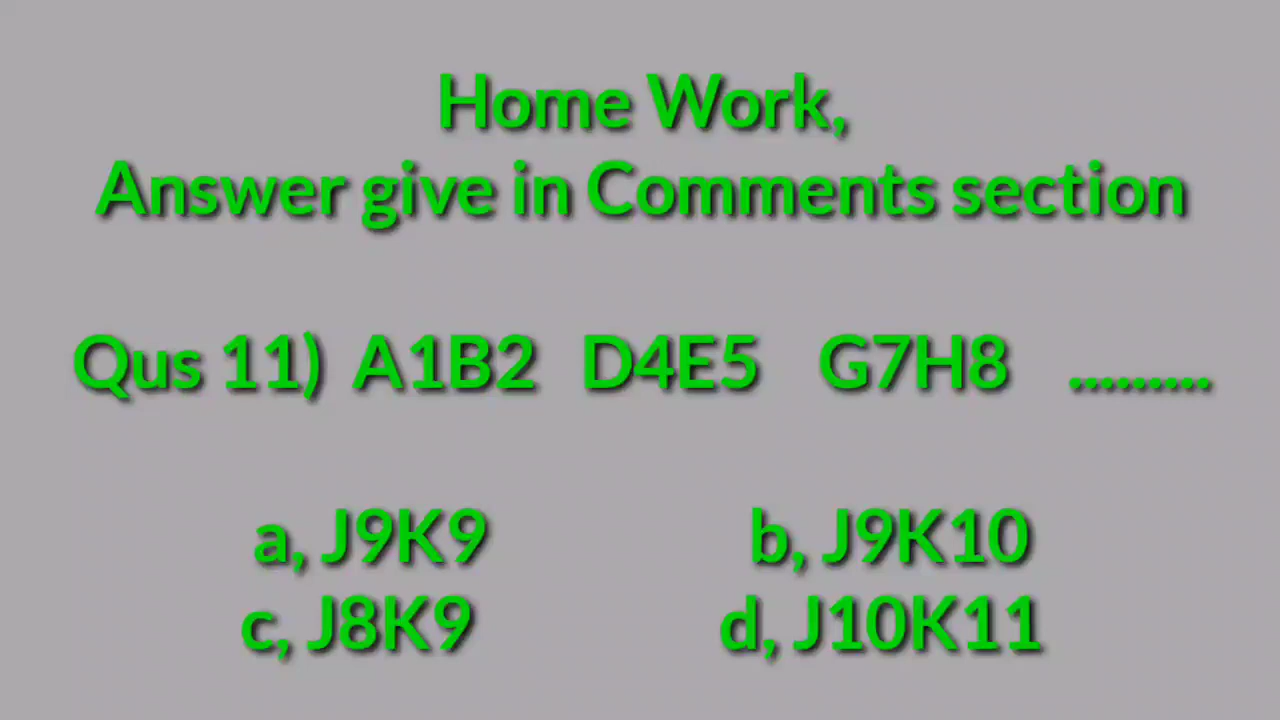 Home Work,
Answer give in Comments section
Qus 11) A1B2 D4E5 G7H8 .........
a, J9K9 b, J9K10
c, J8K9 d, J10K11